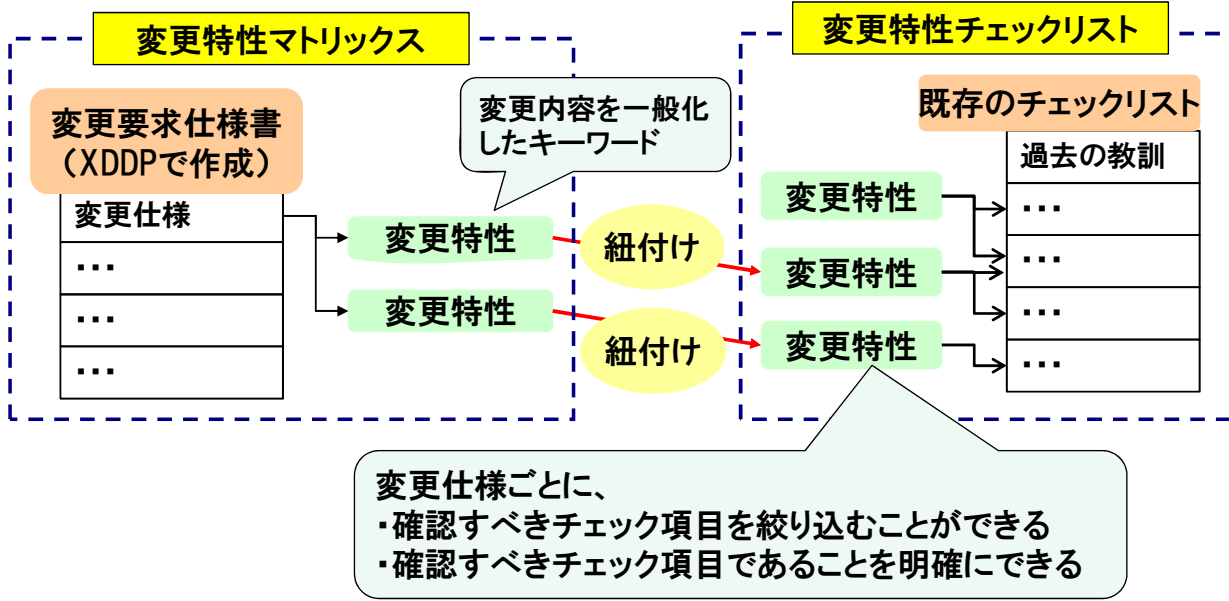 変更特性マトリックス
変更特性チェックリスト
変更要求仕様書
（XDDPで作成）
変更仕様
・・・
・・・
・・・
変更内容を一般化
したキーワード
変更特性
変更特性
紐付け
紐付け
変更特性
変更特性
変更特性
既存のチェックリスト
過去の教訓
・・・
・・・
・・・
・・・
変更仕様ごとに、
・確認すべきチェック項目を絞り込むことができる
・確認すべきチェック項目であることを明確にできる